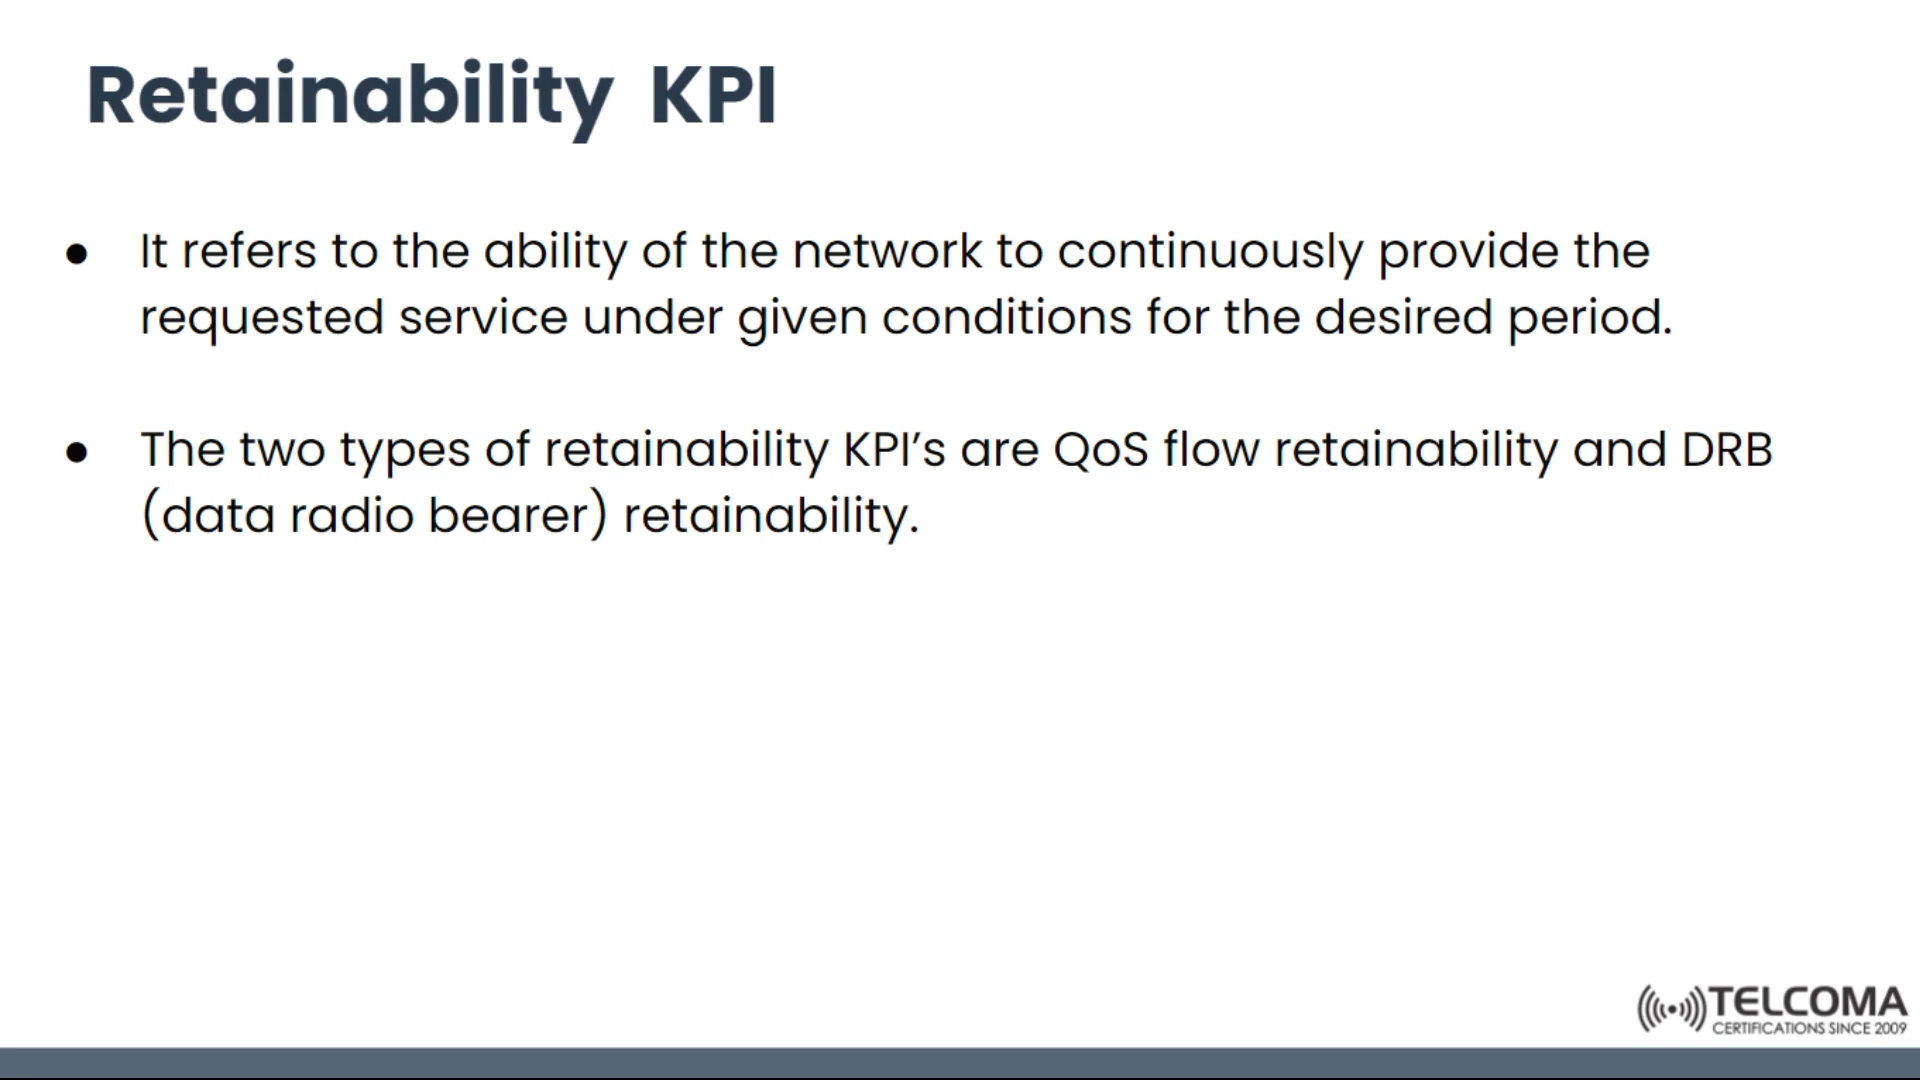 Retainability KPI
● It refers to the ability of the network to continuously provide the
requested service under given conditions for the desired period.
● The two types of retainability KPI’s are QoS flow retainability and DRB
(data radio bearer) retainability.
TELCOMA
CERTIFICATIONS SINCE 2009